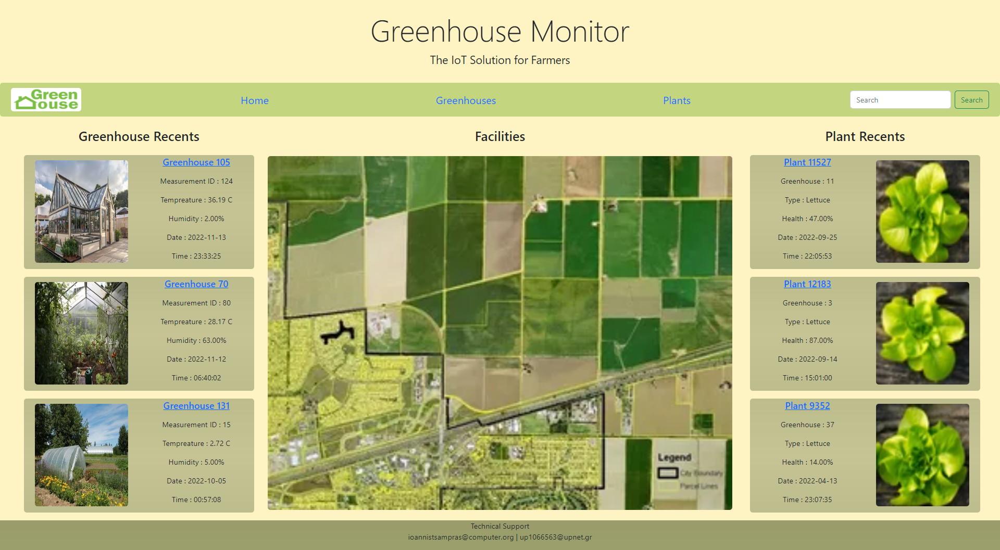 Greenhouse Monitor
The IoT Solution for Farmers
Green
ouse
Home
Greenhouses
Plants
Search
Search
Greenhouse Recents
Greenhouse 105
Measurement ID : 124
Tempreature : 36.19 C
Humidity : 2.00%
Date : 2022-11-13
Time : 23:33:25
Greenhouse 70
Measurement ID : 80
Tempreature : 28.17 C
Humidity : 63.00%
Date : 2022-11-12
Time : 06:40:02
Greenhouse 131
Measurement ID : 15
Tempreature : 2.72 C
Humidity : 5.00%
Date : 2022-10-05
Time : 00:57:08
Facilities
Legend
City Boundary
Parcel Lines
Plant Recents
Plant 11527
Greenhouse : 11
Type : Lettuce
Health : 47.00%
Date : 2022-09-25
Time : 22:05:53
Plant 12183
Greenhouse : 3
Type : Lettuce
Health : 87.00%
Date : 2022-09-14
Time : 15:01:00
Plant 9352
Greenhouse : 37
Type : Lettuce
Health : 14.00%
Date : 2022-04-13
Time : 23:07:35
Technical Support
ioannistsampras@computer.org | up1066563@upnet.gr